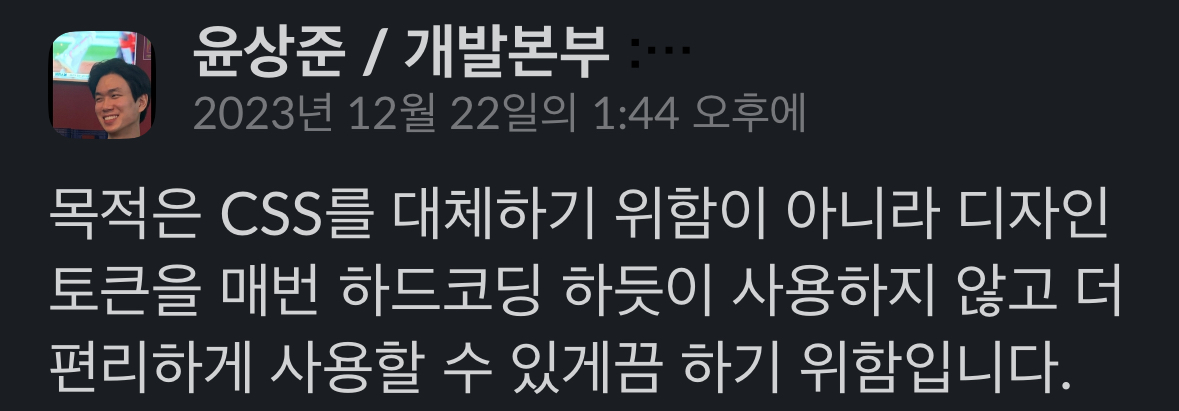 윤상준 / 개발본부 :···
2023년 12월 22일의 1:44 오후에
목적은 CSS를 대체하기 위함이 아니라 디자인
토큰을 매번 하드코딩 하듯이 사용하지 않고 더
편리하게 사용할 수 있게끔 하기 위함입니다.